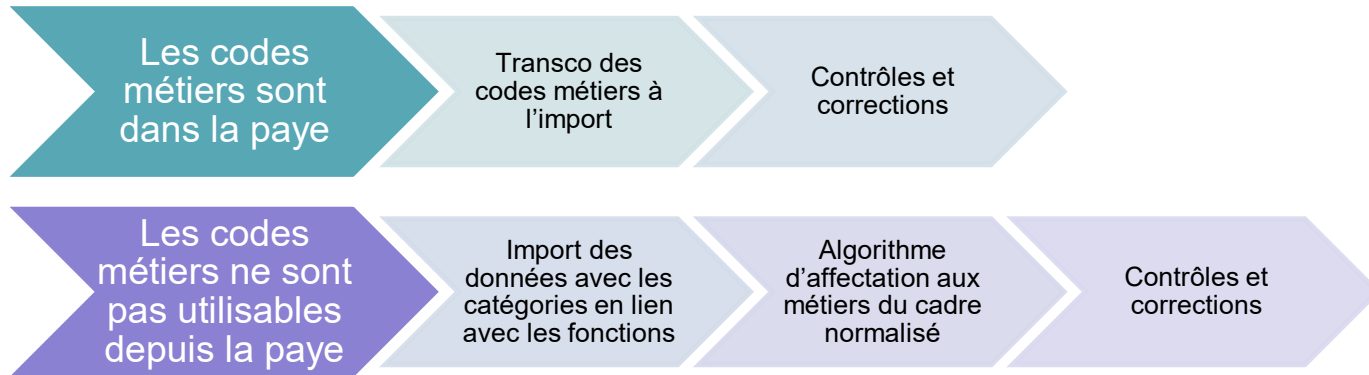 Les codes
métiers sont
dans la paye
Transco des
codes métiers à
l'import
Contrôles et
corrections
Les codes
métiers ne sont
pas utilisables
depuis la paye
Import des
données avec les
catégories en lien
avec les fonctions
Algorithme
d'affectation aux
métiers du cadre
normalisé
Contrôles et
corrections